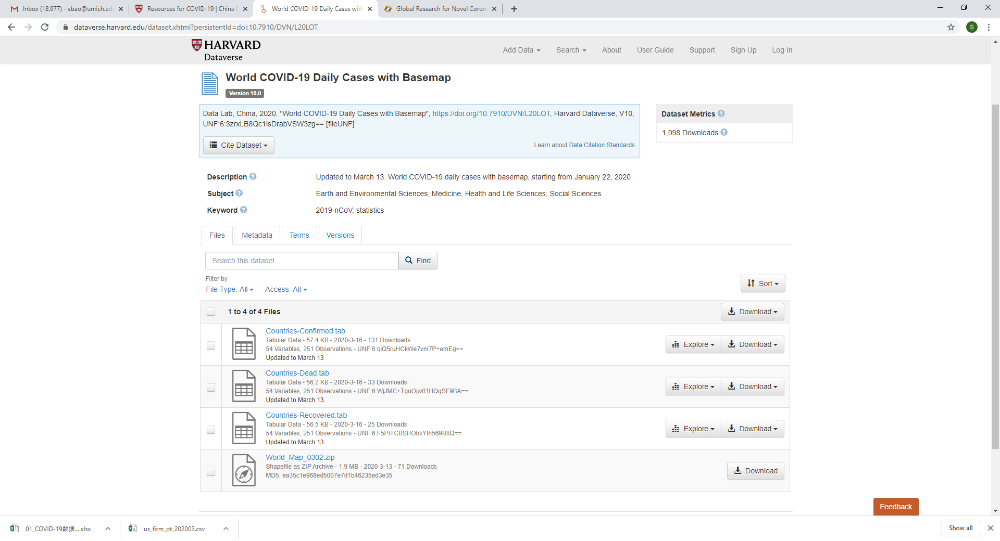 Inbox (18,977) - sbao@umich.ed
Resources for COVID-19 | China D
World COVID-19 Daily Cases with
Global Research for Novel Coron
dataverse.harvard.edu/dataset.xhtml?persistentId=doi:10.7910/DVN/L20LOT
S
HARVARD
Dataverse
Add Data
Search
About
User Guide
Support
Sign Up
Log In
World COVID-19 Daily Cases with Basemap
Version 10.0
Data Lab, China, 2020, "World COVID-19 Daily Cases with Basemap", https://doi.org/10.7910/DVN/L20LOT, Harvard Dataverse, V10,
UNF:6:3zrxLB8Qc1IsDrabVSW3zg== [fileUNF]
Cite Dataset
Learn about Data Citation Standards.
Dataset Metrics
1,098 Downloads
Description
Updated to March 13. World COVID-19 daily cases with basemap, starting from January 22, 2020
Subject
Earth and Environmental Sciences; Medicine, Health and Life Sciences; Social Sciences
Keyword
2019-nCoV, statistics
Files
Metadata
Terms
Versions
Search this dataset...
Find
Filter by
File Type: All
Access: All
Sort
1 to 4 of 4 Files
Download
Countries-Confirmed.tab
Tabular Data - 57.4 KB - 2020-3-16 - 131 Downloads
54 Variables, 251 Observations - UNF:6:qiQ5ruHCkWe7vnI7P+emEg==
Updated to March 13
Explore
Download
Countries-Dead.tab
Tabular Data - 56.2 KB - 2020-3-16 - 33 Downloads
54 Variables, 251 Observations - UNF:6:WjJMC+TgoOjw01HQgSF9BA==
Updated to March 13
Explore
Download
Countries-Recovered.tab
Tabular Data - 56.5 KB - 2020-3-16 - 25 Downloads
54 Variables, 251 Observations - UNF:6:F5PfTCBSHObkYIh569BtfQ==
Updated to March 13
Explore
Download
World_Map_0302.zip
Shapefile as ZIP Archive - 1.9 MB - 2020-3-13 - 71 Downloads
MD5: ea35c1e968ed5007e7d1b46235ed3e35
Download
Feedback
01_COVID-19数据....xlsx
us_firm_pt_202003.csv
Show all